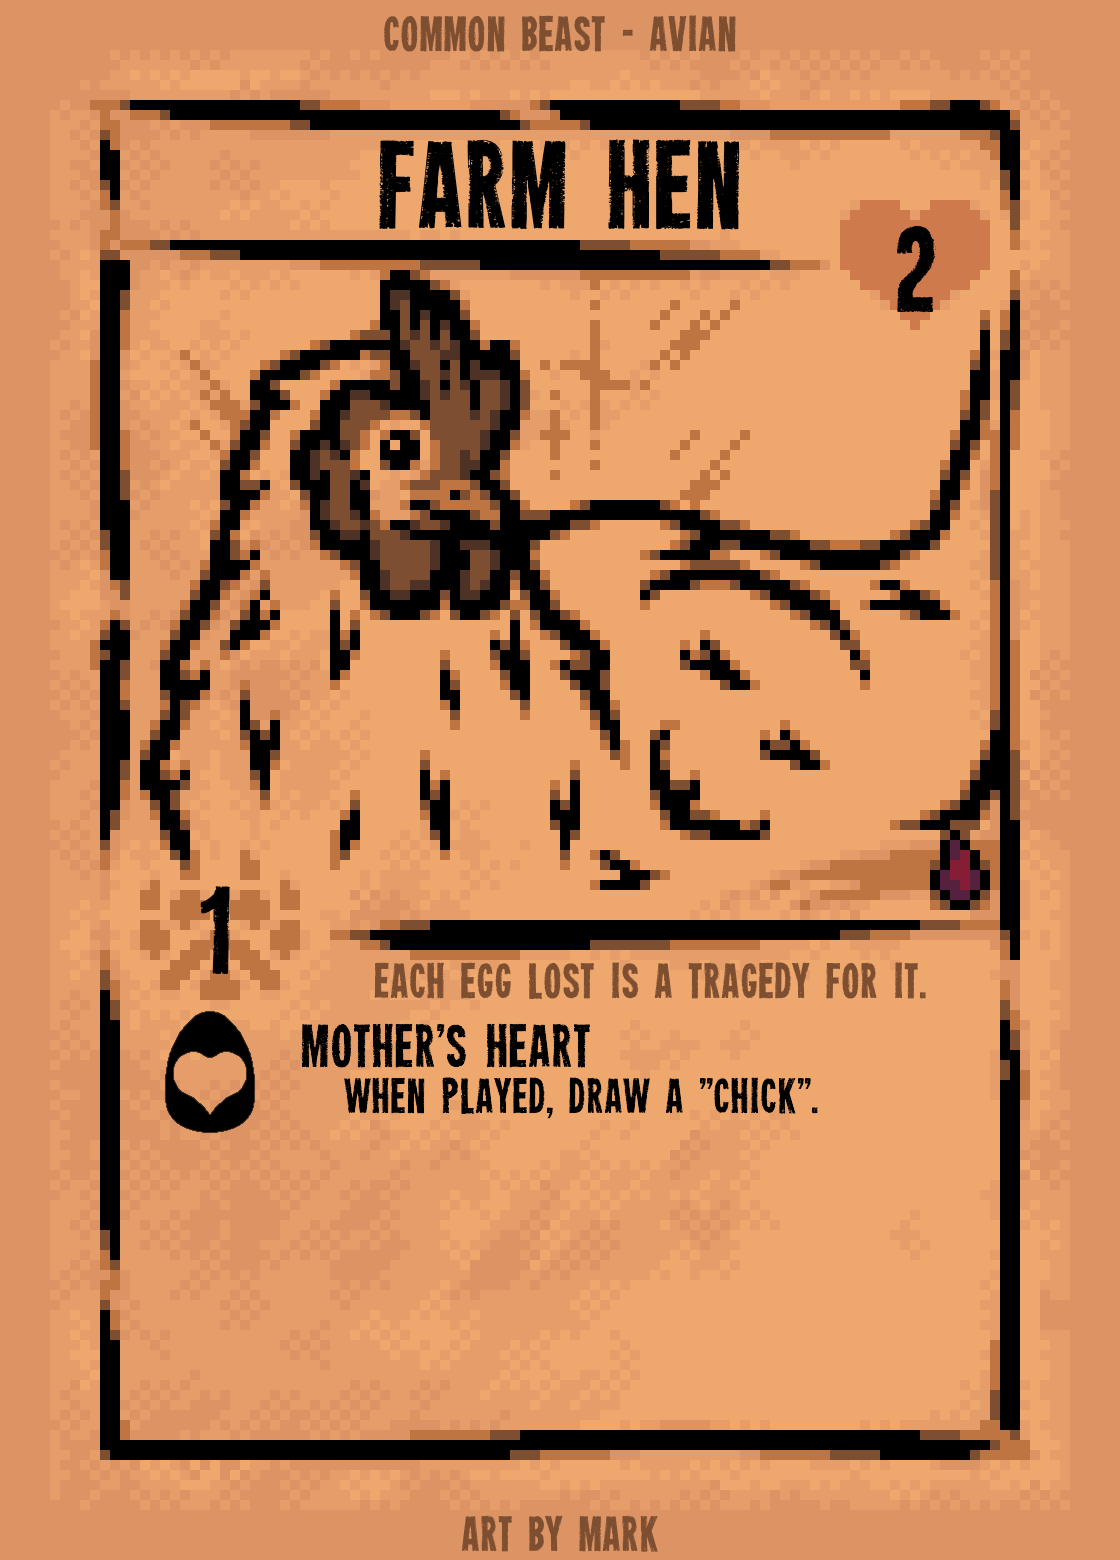 COMMON BEAST - AVIAN
FARM HEN
2
1
EACH EGG LOST IS A TRAGEDY FOR IT.
MOTHER'S HEART
WHEN PLAYED, DRAW A "CHICK".
ART BY MARK